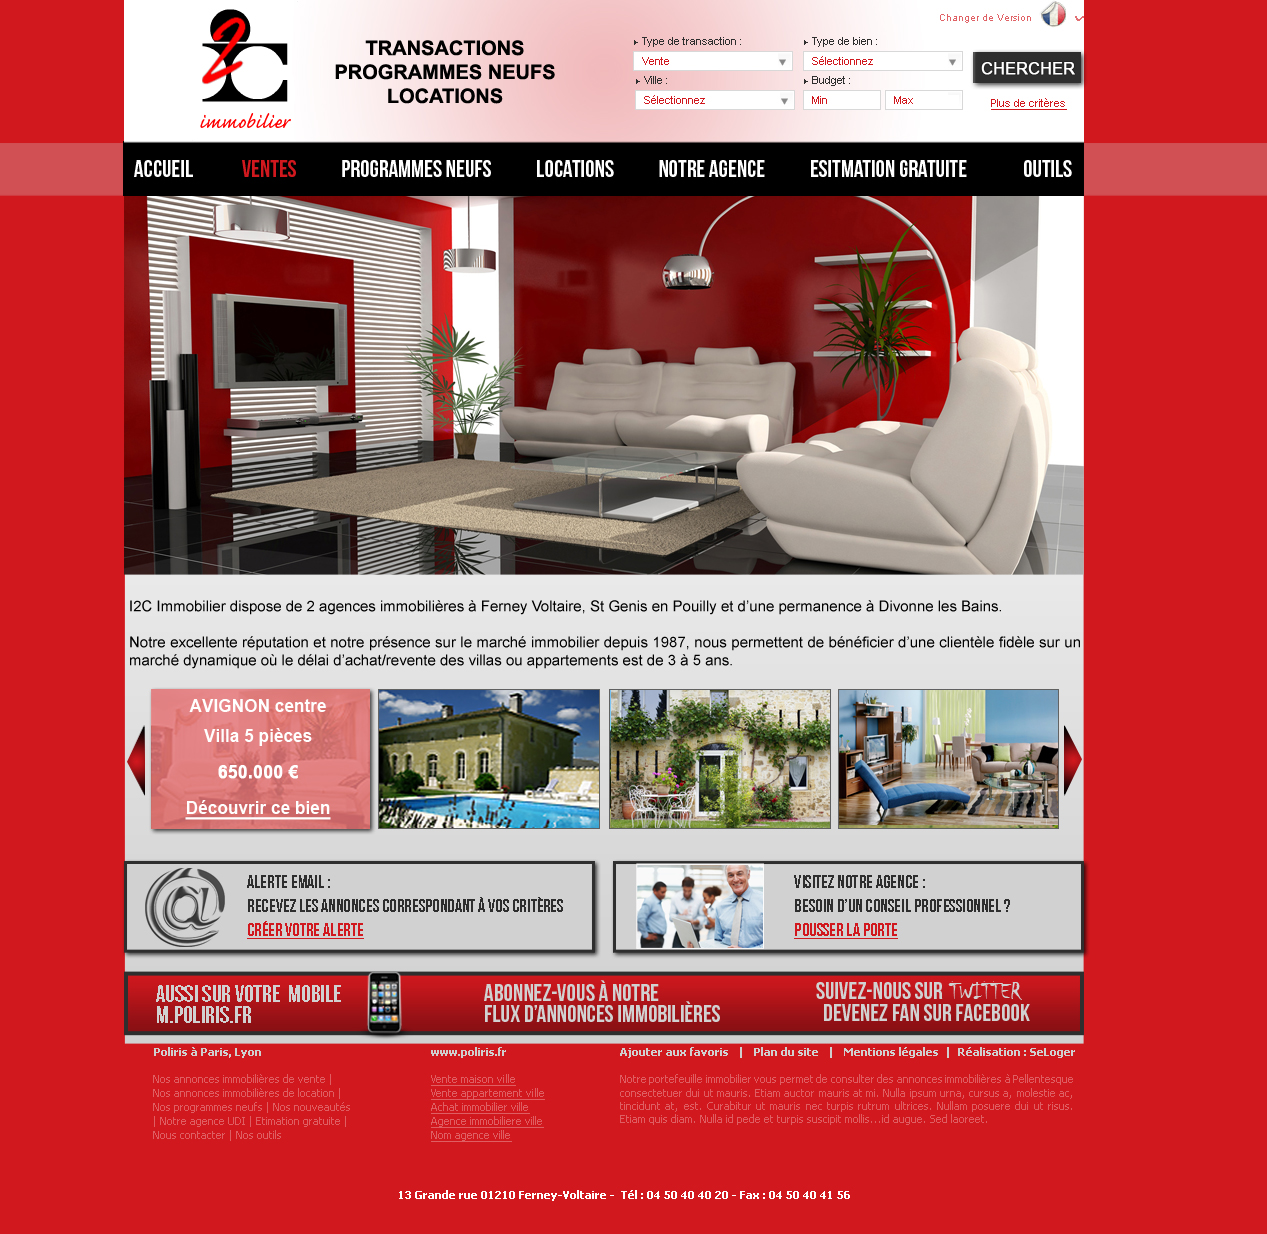 2C
immobilier
TRANSACTIONS
PROGRAMMES NEUFS
LOCATIONS
Changer de Version
Type de transaction :
Vente
Type de bien :
Sélectionnez
Ville :
Sélectionnez
Budget :
Min
Max
CHERCHER
Plus de critères
ACCUEIL VENTES PROGRAMMES NEUFS LOCATIONS NOTRE AGENCE ESITMATION GRATUITE OUTILS
I2C Immobilier dispose de 2 agences immobilières à Ferney Voltaire, St Genis en Pouilly et d’une permanence à Divonne les Bains.
Notre excellente réputation et notre présence sur le marché immobilier depuis 1987, nous permettent de bénéficier d’une clientèle fidèle sur un
marché dynamique où le délai d’achat/revente des villas ou appartements est de 3 à 5 ans.
AVIGNON centre
Villa 5 pièces
650.000 €
Découvrir ce bien
ALERTE EMAIL :
RECEVEZ LES ANNONCES CORRESPONDANT À VOS CRITÈRES
CRÉER VOTRE ALERTE
VISITEZ NOTRE AGENCE :
BESOIN D’UN CONSEIL PROFESSIONNEL ?
POUSSER LA PORTE
AUSSI SUR VOTRE MOBILE
M.POLIRIS.FR
ABONNEZ-VOUS À NOTRE
FLUX D’ANNONCES IMMOBILIÈRES
SUIVEZ-NOUS SUR TWITTER
DEVENEZ FAN SUR FACEBOOK
Poliris à Paris, Lyon
Nos annonces immobilières de vente |
Nos annonces immobilières de location |
Nos programmes neufs | Nos nouveautés
| Notre agence UDI | Etimation gratuite |
Nous contacter | Nos outils
www.poliris.fr
Vente maison ville
Vente appartement ville
Achat immobilier ville
Agence immobiliere ville
Nom agence ville
Ajouter aux favoris | Plan du site | Mentions légales | Réalisation : SeLoger
Notre portefeuille immobilier vous permet de consulter des annonces immobilières à Pellentesque
consectetuer dui ut mauris. Etiam auctor mauris at mi. Nulla ipsum urna, cursus a, molestie ac,
tincidunt at, est. Curabitur ut mauris nec turpis rutrum ultrices. Nullam posuere dui ut risus.
Etiam quis diam. Nulla id pede et turpis suscipit mollis...id augue. Sed laoreet.
13 Grande rue 01210 Ferney-Voltaire - Tél : 04 50 40 40 20 - Fax : 04 50 40 41 56